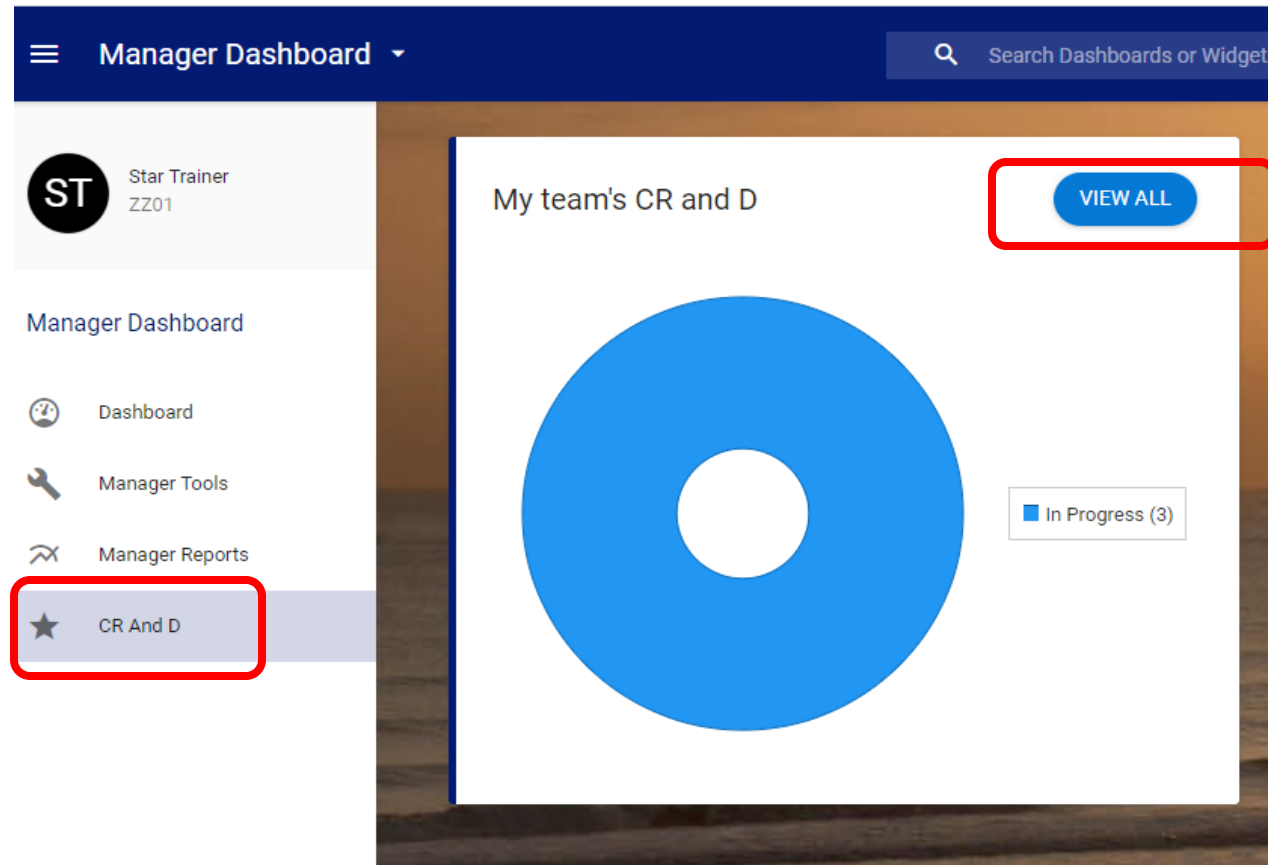 Manager Dashboard
Search Dashboards or Widget
ST
Star Trainer
ZZ01
Manager Dashboard
Dashboard
Manager Tools
Manager Reports
CR And D
My team's CR and D
VIEW ALL
In Progress (3)